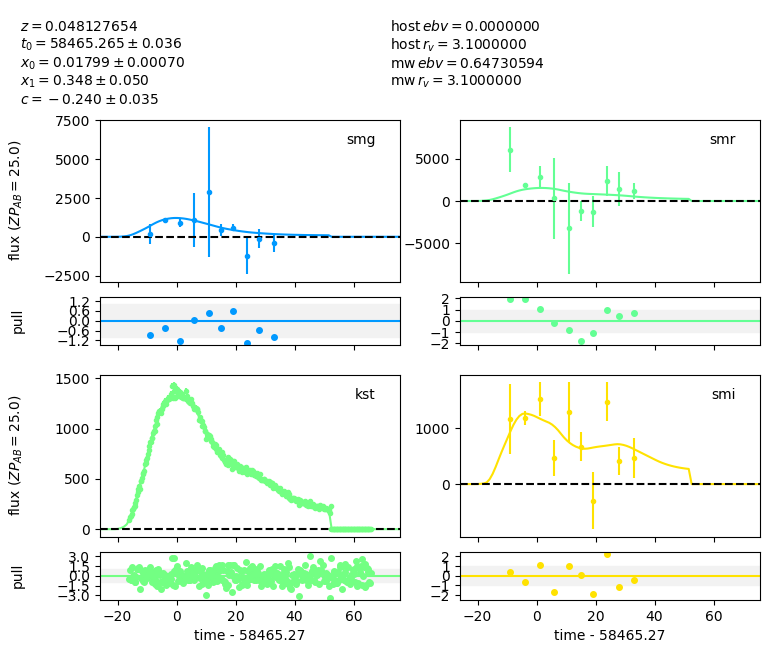 z = 0.048127654
t₀ = 58465.265 ± 0.036
x₀ = 0.01799 ± 0.00070
x₁ = 0.348 ± 0.050
c = −0.240 ± 0.035
host ebv = 0.0000000
host r_v = 3.1000000
mw ebv = 0.64730594
mw r_v = 3.1000000
smg
flux (ZP_AB = 25.0)
7500
5000
2500
0
−2500
smr
5000
0
−5000
pull
1.2
0.6
0.0
−0.6
−1.2
2
1
0
−1
−2
kst
flux (ZP_AB = 25.0)
1500
1000
500
0
smi
1000
0
pull
3.0
1.5
0.0
−1.5
−3.0
−20 0 20 40 60
time - 58465.27
2
1
0
−1
−2
−20 0 20 40 60
time - 58465.27